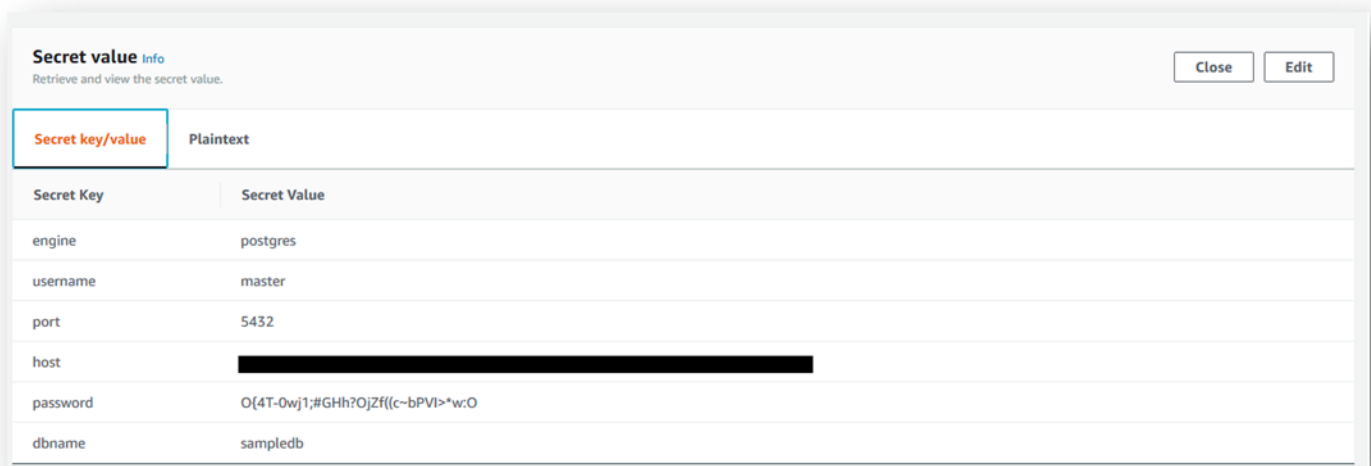 Secret value Info
Retrieve and view the secret value.
Close Edit
Secret key/value Plaintext
Secret Key Secret Value
engine postgres
username master
port 5432
host
password O{4T-0wj1;#GHh?OjZf((c~bPVI>*w:O
dbname sampledb